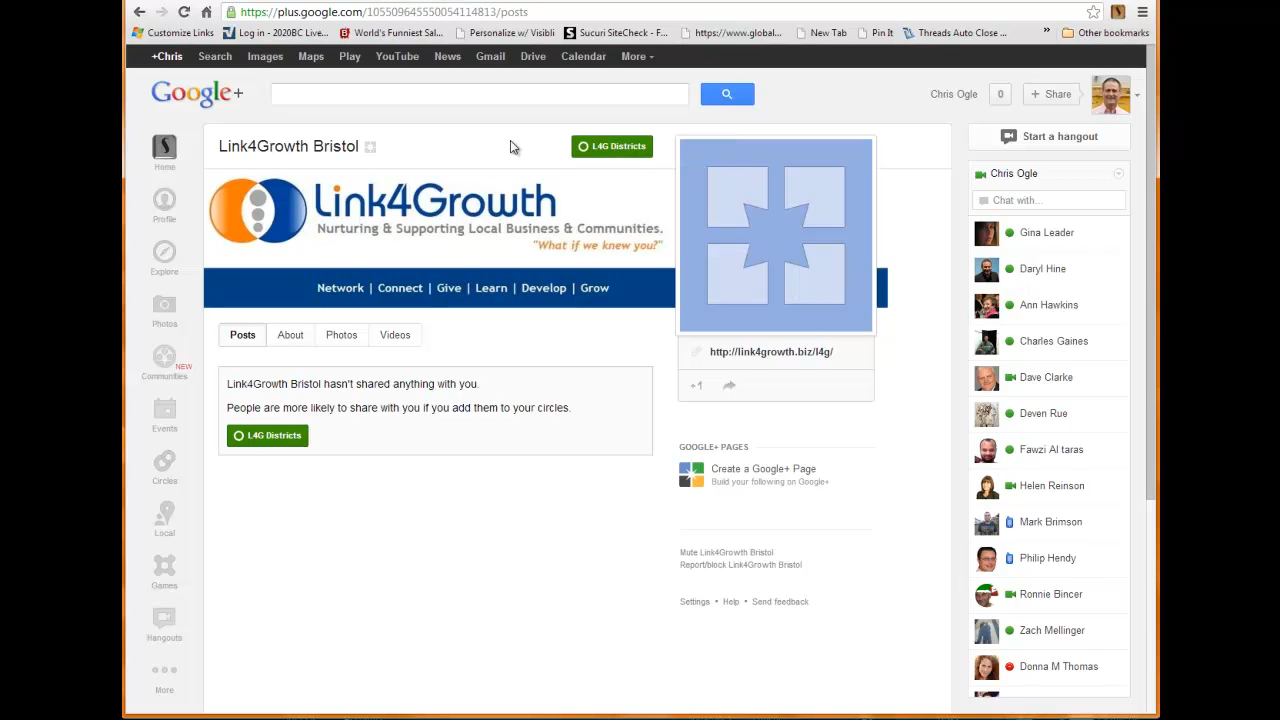 https://plus.google.com/105509645550054114813/posts
Customize Links
Log in - 2020BC Live...
World's Funniest Sal...
Personalize w/ Visibli
Sucuri SiteCheck - F...
https://www.global...
New Tab
Pin It
Threads Auto Close ...
»
Other bookmarks
+Chris Search Images Maps Play YouTube News Gmail Drive Calendar More
Google+
Chris Ogle 0 + Share
Home
Profile
Explore
Photos
NEW
Communities
Events
Circles
Local
Games
Hangouts
More
Link4Growth Bristol
L4G Districts
Link4Growth
Nurturing & Supporting Local Business & Communities.
"What if we knew you?"
Network | Connect | Give | Learn | Develop | Grow
Posts About Photos Videos
Link4Growth Bristol hasn't shared anything with you.
People are more likely to share with you if you add them to your circles.
L4G Districts
http://link4growth.biz/l4g/
+1
GOOGLE+ PAGES
Create a Google+ Page
Build your following on Google+
Mute Link4Growth Bristol
Report/block Link4Growth Bristol
Settings • Help • Send feedback
Start a hangout
Chris Ogle
Chat with...
Gina Leader
Daryl Hine
Ann Hawkins
Charles Gaines
Dave Clarke
Deven Rue
Fawzi Al taras
Helen Reinson
Mark Brimson
Philip Hendy
Ronnie Bincer
Zach Mellinger
Donna M Thomas